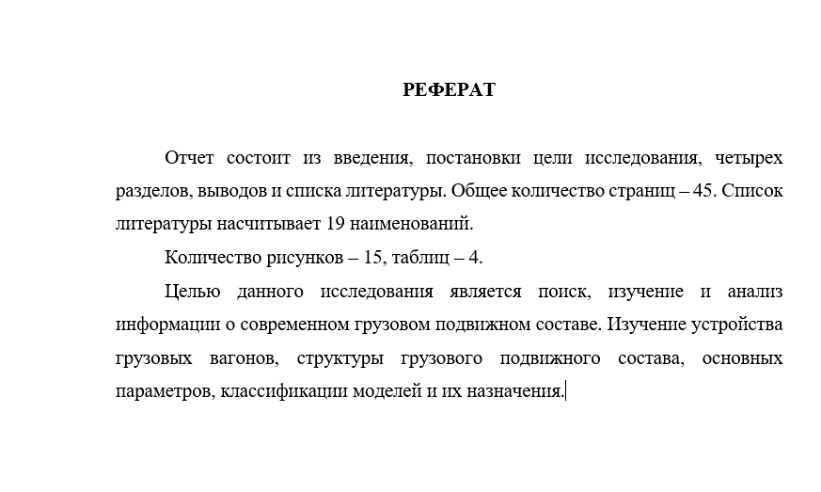 РЕФЕРАТ
Отчет состоит из введения, постановки цели исследования, четырех
разделов, выводов и списка литературы. Общее количество страниц – 45. Список
литературы насчитывает 19 наименований.
Количество рисунков – 15, таблиц – 4.
Целью данного исследования является поиск, изучение и анализ
информации о современном грузовом подвижном составе. Изучение устройства
грузовых вагонов, структуры грузового подвижного состава, основных
параметров, классификации моделей и их назначения.